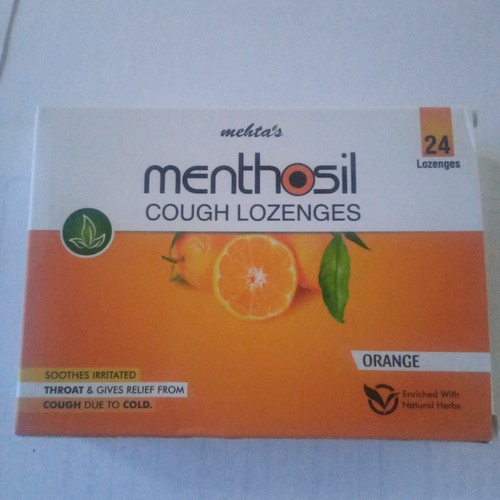 mehta's
24
Lozenges
menthosil
COUGH LOZENGES
ORANGE
SOOTHES IRRITATED
THROAT & GIVES RELIEF FROM
COUGH DUE TO COLD.
Enriched With
Natural Herbs